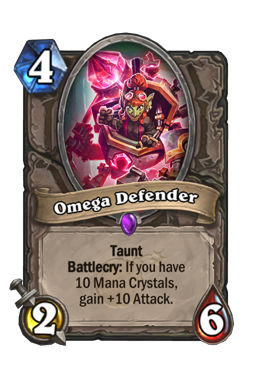 4
Omega Defender
Taunt
Battlecry: If you have
10 Mana Crystals,
gain +10 Attack.
2
6